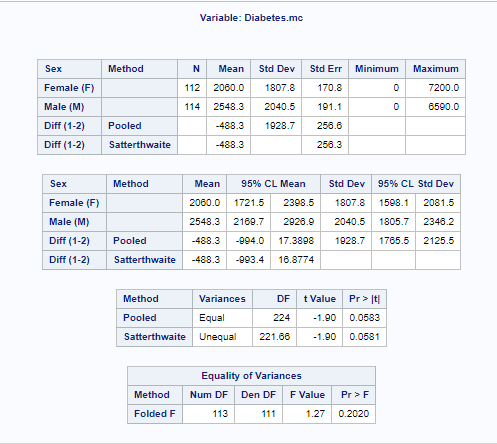 Variable: Diabetes.mc
Sex Method N Mean Std Dev Std Err Minimum Maximum
Female (F) 112 2060.0 1807.8 170.8 0 7200.0
Male (M) 114 2548.3 2040.5 191.1 0 6590.0
Diff (1-2) Pooled -488.3 1928.7 256.6
Diff (1-2) Satterthwaite -488.3 256.3
Sex Method Mean 95% CL Mean Std Dev 95% CL Std Dev
Female (F) 2060.0 1721.5 2398.5 1807.8 1598.1 2081.5
Male (M) 2548.3 2169.7 2926.9 2040.5 1805.7 2346.2
Diff (1-2) Pooled -488.3 -994.0 17.3898 1928.7 1765.5 2125.5
Diff (1-2) Satterthwaite -488.3 -993.4 16.8774
Method Variances DF t Value Pr > |t|
Pooled Equal 224 -1.90 0.0583
Satterthwaite Unequal 221.66 -1.90 0.0581
Equality of Variances
Method Num DF Den DF F Value Pr > F
Folded F 113 111 1.27 0.2020